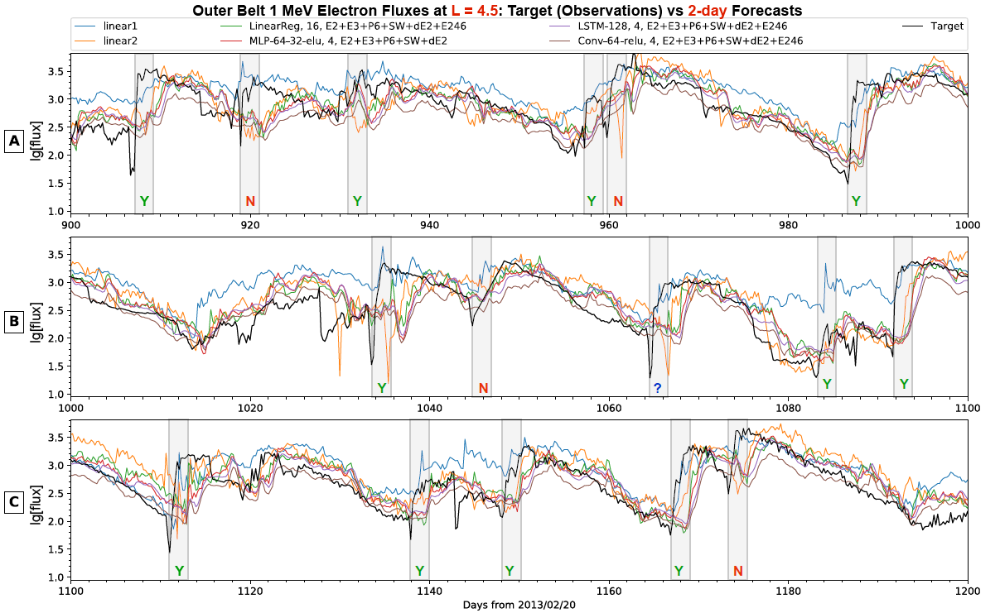 Outer Belt 1 MeV Electron Fluxes at L = 4.5: Target (Observations) vs 2-day Forecasts
linear1 LinearReg, 16, E2+E3+P6+SW+dE2+E246 LSTM-128, 4, E2+E3+P6+SW+dE2+E246 Target
linear2 MLP-64-32-elu, 4, E2+E3+P6+SW+dE2 Conv-64-relu, 4, E2+E3+P6+SW+dE2+E246
A
lg[flux]
3.5
3.0
2.5
2.0
1.5
1.0
Y N Y Y N Y
900 920 940 960 980 1000
B
lg[flux]
3.5
3.0
2.5
2.0
1.5
1.0
Y N ? Y Y
1000 1020 1040 1060 1080 1100
C
lg[flux]
3.5
3.0
2.5
2.0
1.5
1.0
Y Y Y Y N
1100 1120 1140 1160 1180 1200
Days from 2013/02/20